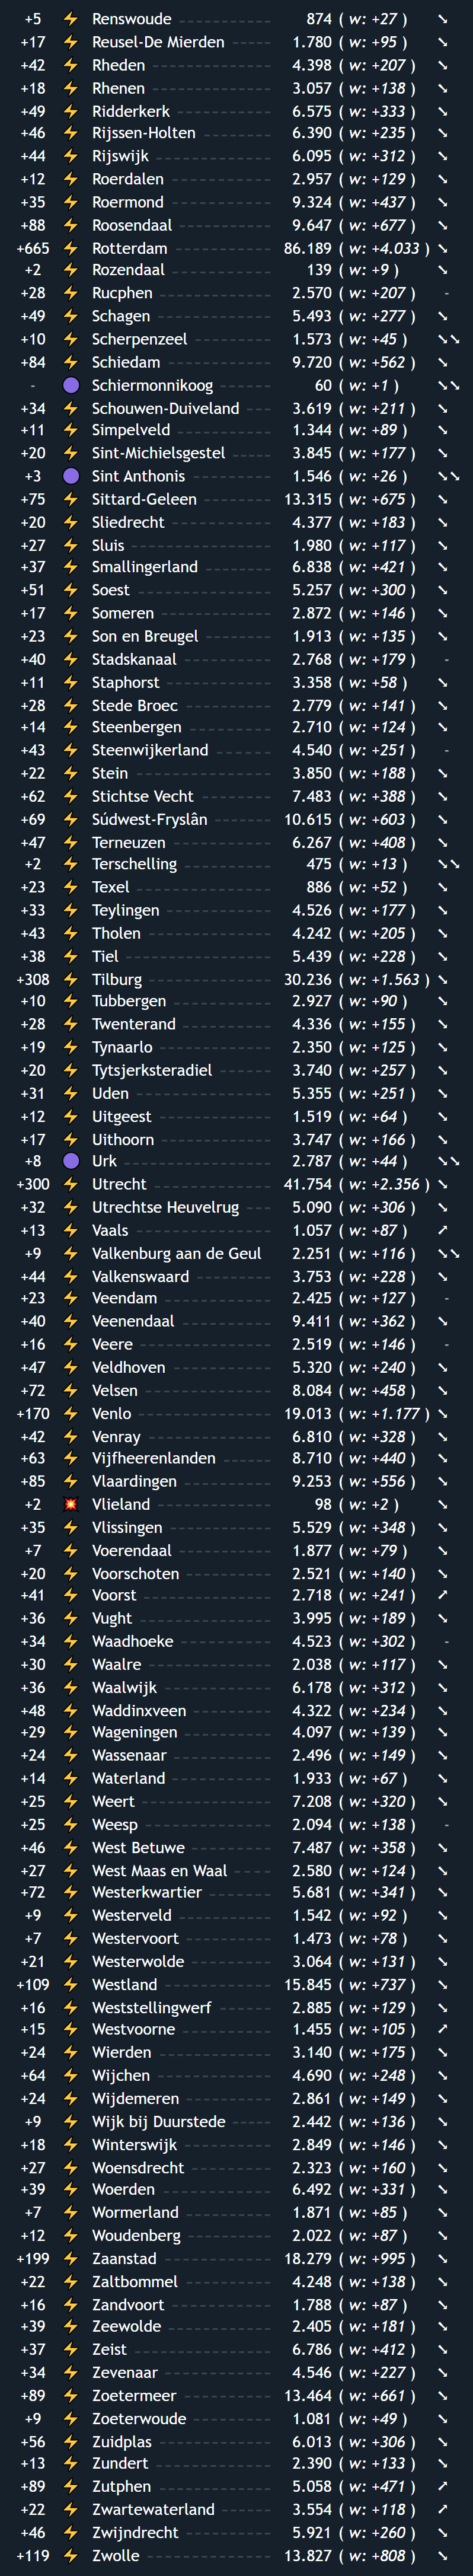 +5 ⚡ Renswoude 874 ( w: +27 ) ↘
+17 ⚡ Reusel-De Mierden 1.780 ( w: +95 ) ↘
+42 ⚡ Rheden 4.398 ( w: +207 ) ↘
+18 ⚡ Rhenen 3.057 ( w: +138 ) ↘
+49 ⚡ Ridderkerk 6.575 ( w: +333 ) ↘
+46 ⚡ Rijssen-Holten 6.390 ( w: +235 ) ↘
+44 ⚡ Rijswijk 6.095 ( w: +312 ) ↘
+12 ⚡ Roerdalen 2.957 ( w: +129 ) ↘
+35 ⚡ Roermond 9.324 ( w: +437 ) ↘
+88 ⚡ Roosendaal 9.647 ( w: +677 ) ↘
+665 ⚡ Rotterdam 86.189 ( w: +4.033 ) ↘
+2 ⚡ Rozendaal 139 ( w: +9 ) ↘
+28 ⚡ Rucphen 2.570 ( w: +207 ) -
+49 ⚡ Schagen 5.493 ( w: +277 ) ↘
+10 ⚡ Scherpenzeel 1.573 ( w: +45 ) ↘↘
+84 ⚡ Schiedam 9.720 ( w: +562 ) ↘
- 🟣 Schiermonnikoog 60 ( w: +1 ) ↘↘
+34 ⚡ Schouwen-Duiveland 3.619 ( w: +211 ) ↘
+11 ⚡ Simpelveld 1.344 ( w: +89 ) ↘
+20 ⚡ Sint-Michielsgestel 3.845 ( w: +177 ) ↘
+3 🟣 Sint Anthonis 1.546 ( w: +26 ) ↘↘
+75 ⚡ Sittard-Geleen 13.315 ( w: +675 ) ↘
+20 ⚡ Sliedrecht 4.377 ( w: +183 ) ↘
+27 ⚡ Sluis 1.980 ( w: +117 ) ↘
+37 ⚡ Smallingerland 6.838 ( w: +421 ) ↘
+51 ⚡ Soest 5.257 ( w: +300 ) ↘
+17 ⚡ Someren 2.872 ( w: +146 ) ↘
+23 ⚡ Son en Breugel 1.913 ( w: +135 ) ↘
+40 ⚡ Stadskanaal 2.768 ( w: +179 ) -
+11 ⚡ Staphorst 3.358 ( w: +58 ) ↘
+28 ⚡ Stede Broec 2.779 ( w: +141 ) ↘
+14 ⚡ Steenbergen 2.710 ( w: +124 ) ↘
+43 ⚡ Steenwijkerland 4.540 ( w: +251 ) -
+22 ⚡ Stein 3.850 ( w: +188 ) ↘
+62 ⚡ Stichtse Vecht 7.483 ( w: +388 ) ↘
+69 ⚡ Súdwest-Fryslân 10.615 ( w: +603 ) ↘
+47 ⚡ Terneuzen 6.267 ( w: +408 ) ↘
+2 ⚡ Terschelling 475 ( w: +13 ) ↘↘
+23 ⚡ Texel 886 ( w: +52 ) ↘
+33 ⚡ Teylingen 4.526 ( w: +177 ) ↘
+43 ⚡ Tholen 4.242 ( w: +205 ) ↘
+38 ⚡ Tiel 5.439 ( w: +228 ) ↘
+308 ⚡ Tilburg 30.236 ( w: +1.563 ) ↘
+10 ⚡ Tubbergen 2.927 ( w: +90 ) ↘
+28 ⚡ Twenterand 4.336 ( w: +155 ) ↘
+19 ⚡ Tynaarlo 2.350 ( w: +125 ) ↘
+20 ⚡ Tytsjerksteradiel 3.740 ( w: +257 ) ↘
+31 ⚡ Uden 5.355 ( w: +251 ) ↘
+12 ⚡ Uitgeest 1.519 ( w: +64 ) ↘
+17 ⚡ Uithoorn 3.747 ( w: +166 ) ↘
+8 🟣 Urk 2.787 ( w: +44 ) ↘↘
+300 ⚡ Utrecht 41.754 ( w: +2.356 ) ↘
+32 ⚡ Utrechtse Heuvelrug 5.090 ( w: +306 ) ↘
+13 ⚡ Vaals 1.057 ( w: +87 ) ↗
+9 ⚡ Valkenburg aan de Geul 2.251 ( w: +116 ) ↘↘
+44 ⚡ Valkenswaard 3.753 ( w: +228 ) ↘
+23 ⚡ Veendam 2.425 ( w: +127 ) -
+40 ⚡ Veenendaal 9.411 ( w: +362 ) ↘
+16 ⚡ Veere 2.519 ( w: +146 ) -
+47 ⚡ Veldhoven 5.320 ( w: +240 ) ↘
+72 ⚡ Velsen 8.084 ( w: +458 ) ↘
+170 ⚡ Venlo 19.013 ( w: +1.177 ) ↘
+42 ⚡ Venray 6.810 ( w: +328 ) ↘
+63 ⚡ Vijfheerenlanden 8.710 ( w: +440 ) ↘
+85 ⚡ Vlaardingen 9.253 ( w: +556 ) ↘
+2 💥 Vlieland 98 ( w: +2 ) ↘
+35 ⚡ Vlissingen 5.529 ( w: +348 ) ↘
+7 ⚡ Voerendaal 1.877 ( w: +79 ) ↘
+20 ⚡ Voorschoten 2.521 ( w: +140 ) ↘
+41 ⚡ Voorst 2.718 ( w: +241 ) ↗
+36 ⚡ Vught 3.995 ( w: +189 ) ↘
+34 ⚡ Waadhoeke 4.523 ( w: +302 ) -
+30 ⚡ Waalre 2.038 ( w: +117 ) ↘
+36 ⚡ Waalwijk 6.178 ( w: +312 ) ↘
+48 ⚡ Waddinxveen 4.322 ( w: +234 ) ↘
+29 ⚡ Wageningen 4.097 ( w: +139 ) ↘
+24 ⚡ Wassenaar 2.496 ( w: +149 ) ↘
+14 ⚡ Waterland 1.933 ( w: +67 ) ↘
+25 ⚡ Weert 7.208 ( w: +320 ) ↘
+25 ⚡ Weesp 2.094 ( w: +138 ) -
+46 ⚡ West Betuwe 7.487 ( w: +358 ) ↘
+27 ⚡ West Maas en Waal 2.580 ( w: +124 ) ↘
+72 ⚡ Westerkwartier 5.681 ( w: +341 ) ↘
+9 ⚡ Westerveld 1.542 ( w: +92 ) ↘
+7 ⚡ Westervoort 1.473 ( w: +78 ) ↘
+21 ⚡ Westerwolde 3.064 ( w: +131 ) ↘
+109 ⚡ Westland 15.845 ( w: +737 ) ↘
+16 ⚡ Weststellingwerf 2.885 ( w: +129 ) ↘
+15 ⚡ Westvoorne 1.455 ( w: +105 ) ↗
+24 ⚡ Wierden 3.140 ( w: +175 ) ↘
+64 ⚡ Wijchen 4.690 ( w: +248 ) ↘
+24 ⚡ Wijdemeren 2.861 ( w: +149 ) ↘
+9 ⚡ Wijk bij Duurstede 2.442 ( w: +136 ) ↘
+18 ⚡ Winterswijk 2.849 ( w: +146 ) ↘
+27 ⚡ Woensdrecht 2.323 ( w: +160 ) ↘
+39 ⚡ Woerden 6.492 ( w: +331 ) ↘
+7 ⚡ Wormerland 1.871 ( w: +85 ) ↘
+12 ⚡ Woudenberg 2.022 ( w: +87 ) ↘
+199 ⚡ Zaanstad 18.279 ( w: +995 ) ↘
+22 ⚡ Zaltbommel 4.248 ( w: +138 ) ↘
+16 ⚡ Zandvoort 1.788 ( w: +87 ) ↘
+39 ⚡ Zeewolde 2.405 ( w: +181 ) ↘
+37 ⚡ Zeist 6.786 ( w: +412 ) ↘
+34 ⚡ Zevenaar 4.546 ( w: +227 ) ↘
+89 ⚡ Zoetermeer 13.464 ( w: +661 ) ↘
+9 ⚡ Zoeterwoude 1.081 ( w: +49 ) ↘
+56 ⚡ Zuidplas 6.013 ( w: +306 ) ↘
+13 ⚡ Zundert 2.390 ( w: +133 ) ↘
+89 ⚡ Zutphen 5.058 ( w: +471 ) ↗
+22 ⚡ Zwartewaterland 3.554 ( w: +118 ) ↗
+46 ⚡ Zwijndrecht 5.921 ( w: +260 ) ↘
+119 ⚡ Zwolle 13.827 ( w: +808 ) ↘